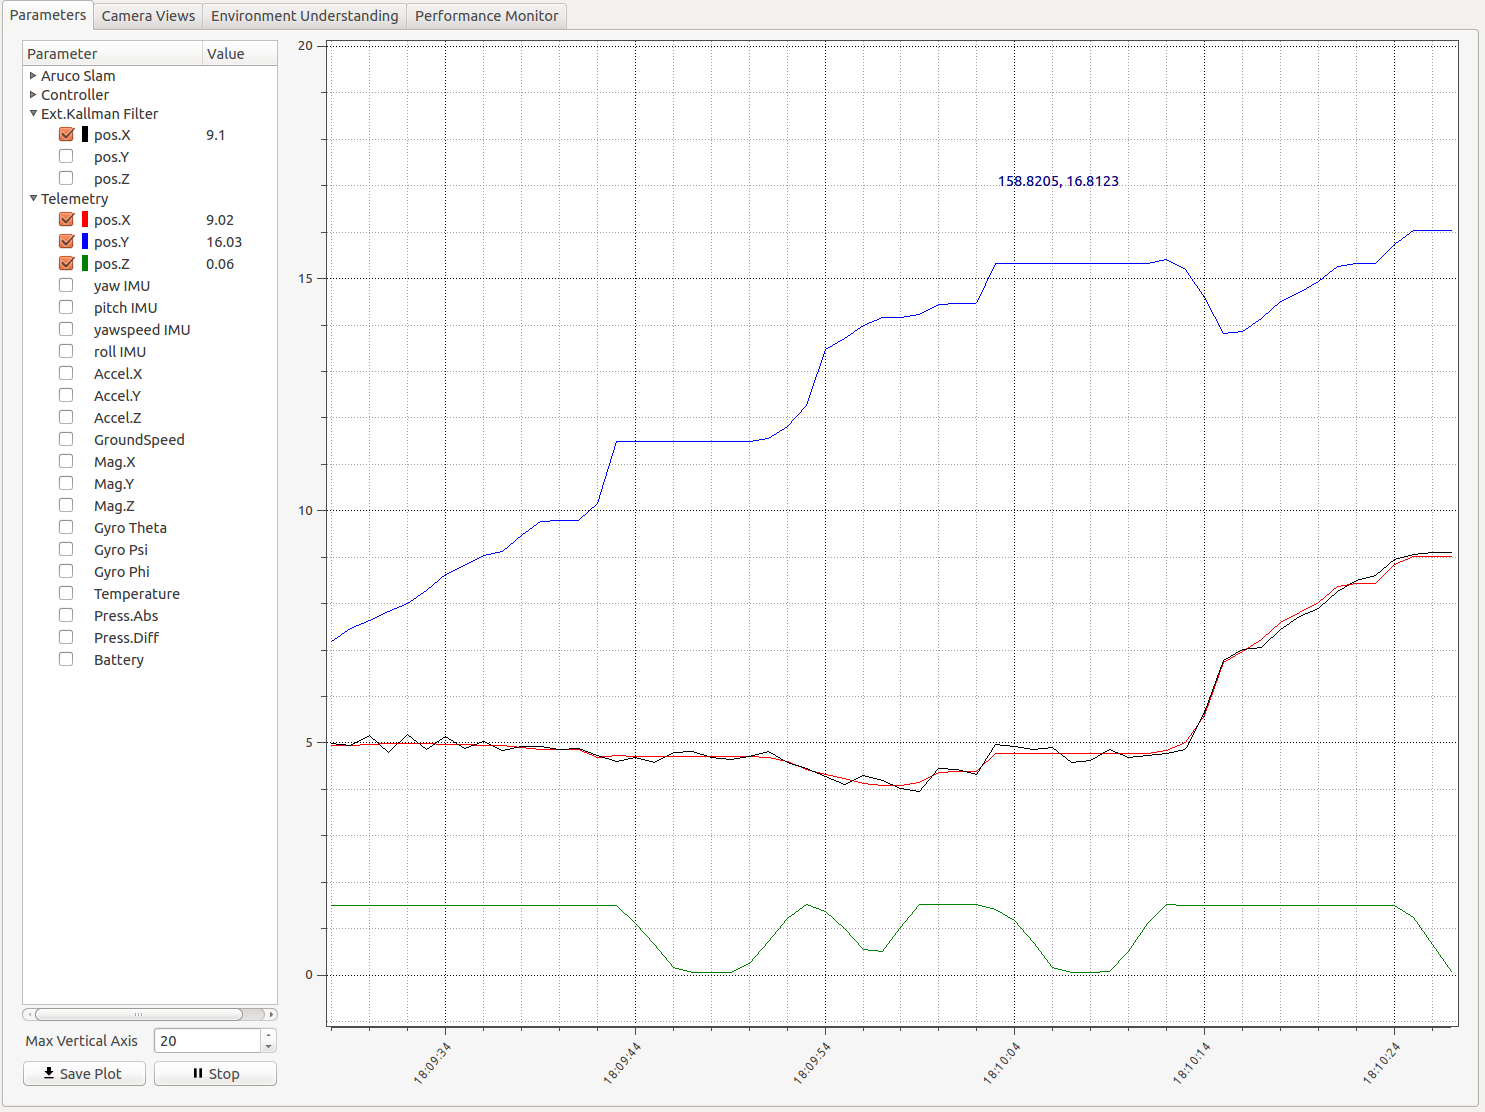 Parameters Camera Views Environment Understanding Performance Monitor
Parameter Value
Aruco Slam
Controller
Ext.Kallman Filter
pos.X 9.1
pos.Y
pos.Z
Telemetry
pos.X 9.02
pos.Y 16.03
pos.Z 0.06
yaw IMU
pitch IMU
yawspeed IMU
roll IMU
Accel.X
Accel.Y
Accel.Z
GroundSpeed
Mag.X
Mag.Y
Mag.Z
Gyro Theta
Gyro Psi
Gyro Phi
Temperature
Press.Abs
Press.Diff
Battery
Max Vertical Axis 20
Save Plot Stop
20
15
10
5
0
158.8205, 16.8123
18:09:34 18:09:44 18:09:54 18:10:04 18:10:14 18:10:24